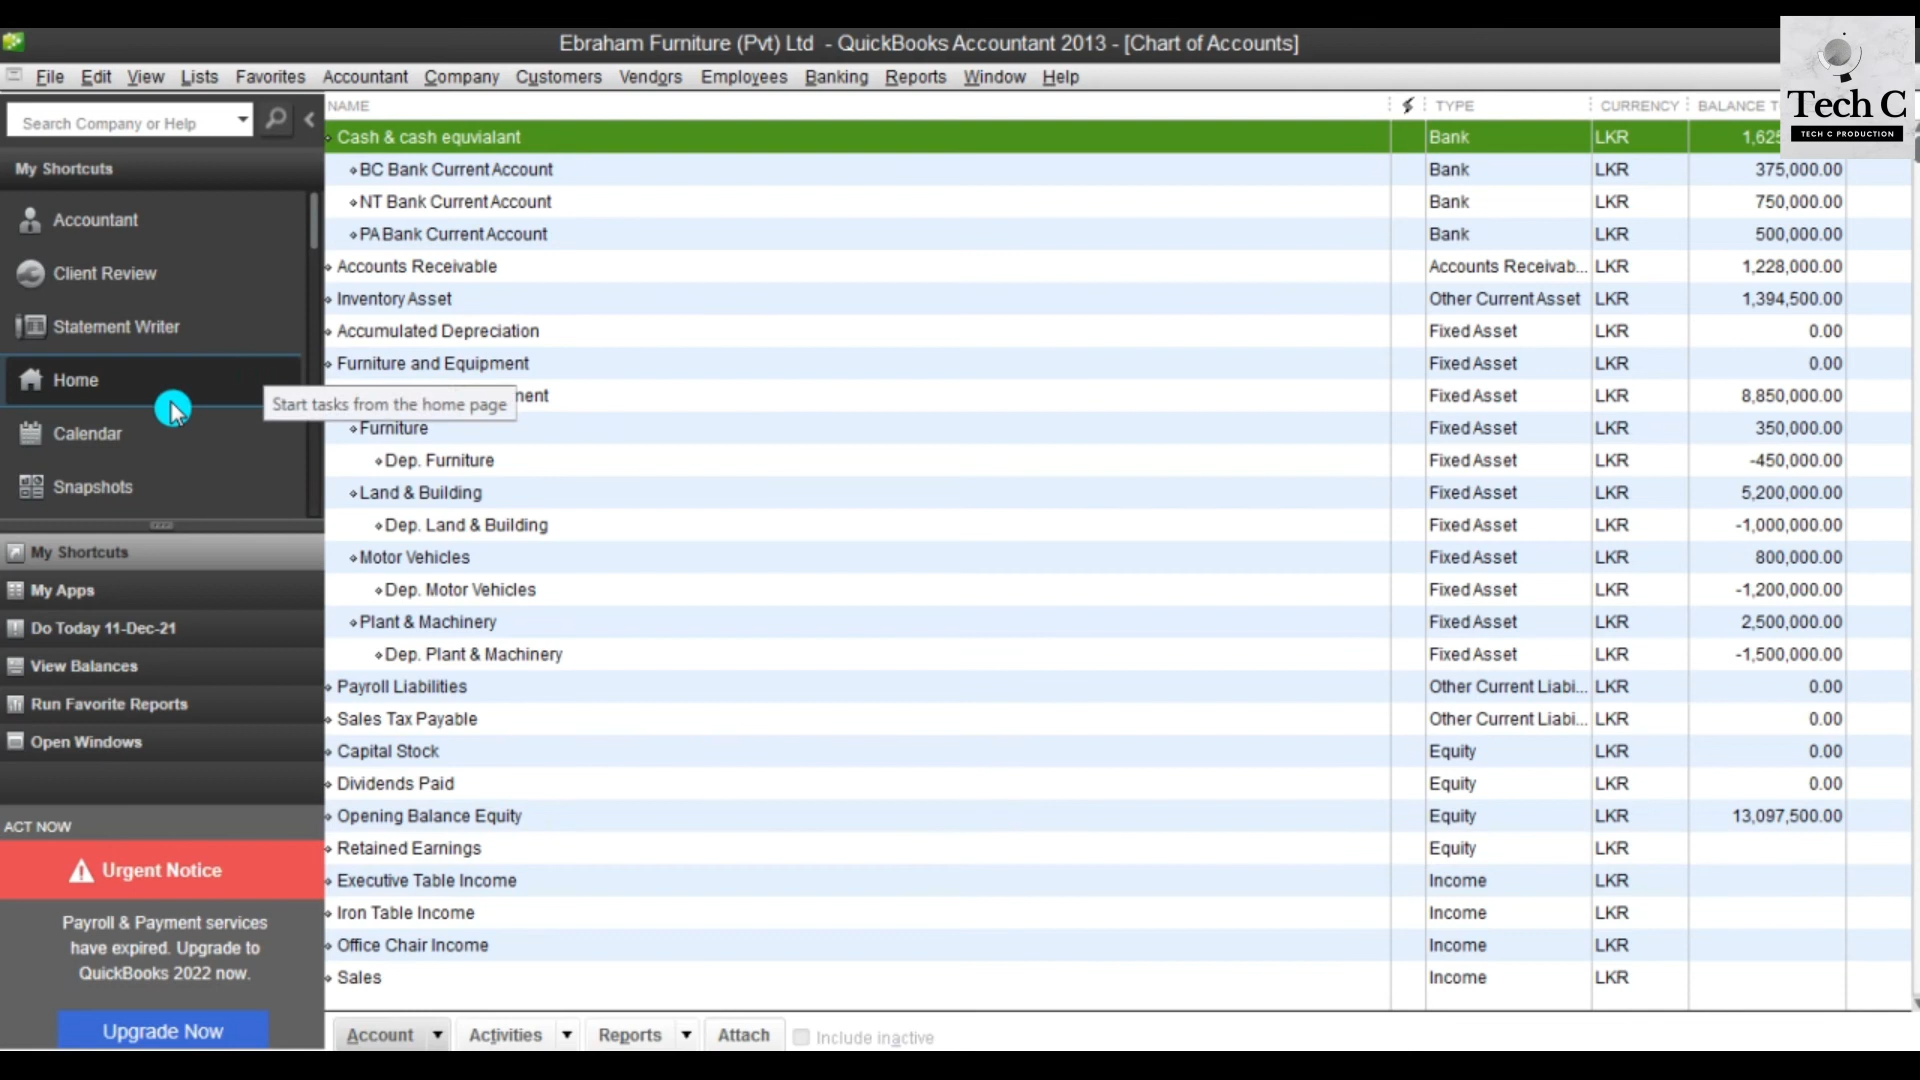 Ebraham Furniture (Pvt) Ltd - QuickBooks Accountant 2013 - [Chart of Accounts]
File Edit View Lists Favorites Accountant Company Customers Vendors Employees Banking Reports Window Help
Tech C
TECH C PRODUCTION
Search Company or Help
My Shortcuts
Accountant
Client Review
Statement Writer
Home
Start tasks from the home page
Calendar
Snapshots
My Shortcuts
My Apps
Do Today 11-Dec-21
View Balances
Run Favorite Reports
Open Windows
ACT NOW
Urgent Notice
Payroll & Payment services
have expired. Upgrade to
QuickBooks 2022 now.
Upgrade Now
NAME TYPE CURRENCY BALANCE
Cash & cash equvialant Bank LKR
BC Bank Current Account Bank LKR 375,000.00
NT Bank Current Account Bank LKR 750,000.00
PA Bank Current Account Bank LKR 500,000.00
Accounts Receivable Accounts Receivab... LKR 1,228,000.00
Inventory Asset Other Current Asset LKR 1,394,500.00
Accumulated Depreciation Fixed Asset LKR 0.00
Furniture and Equipment Fixed Asset LKR 0.00
Fixed Asset LKR 8,850,000.00
Furniture Fixed Asset LKR 350,000.00
Dep. Furniture Fixed Asset LKR -450,000.00
Land & Building Fixed Asset LKR 5,200,000.00
Dep. Land & Building Fixed Asset LKR -1,000,000.00
Motor Vehicles Fixed Asset LKR 800,000.00
Dep. Motor Vehicles Fixed Asset LKR -1,200,000.00
Plant & Machinery Fixed Asset LKR 2,500,000.00
Dep. Plant & Machinery Fixed Asset LKR -1,500,000.00
Payroll Liabilities Other Current Liabi... LKR 0.00
Sales Tax Payable Other Current Liabi... LKR 0.00
Capital Stock Equity LKR 0.00
Dividends Paid Equity LKR 0.00
Opening Balance Equity Equity LKR 13,097,500.00
Retained Earnings Equity LKR
Executive Table Income Income LKR
Iron Table Income Income LKR
Office Chair Income Income LKR
Sales Income LKR
Account Activities Reports Attach Include inactive